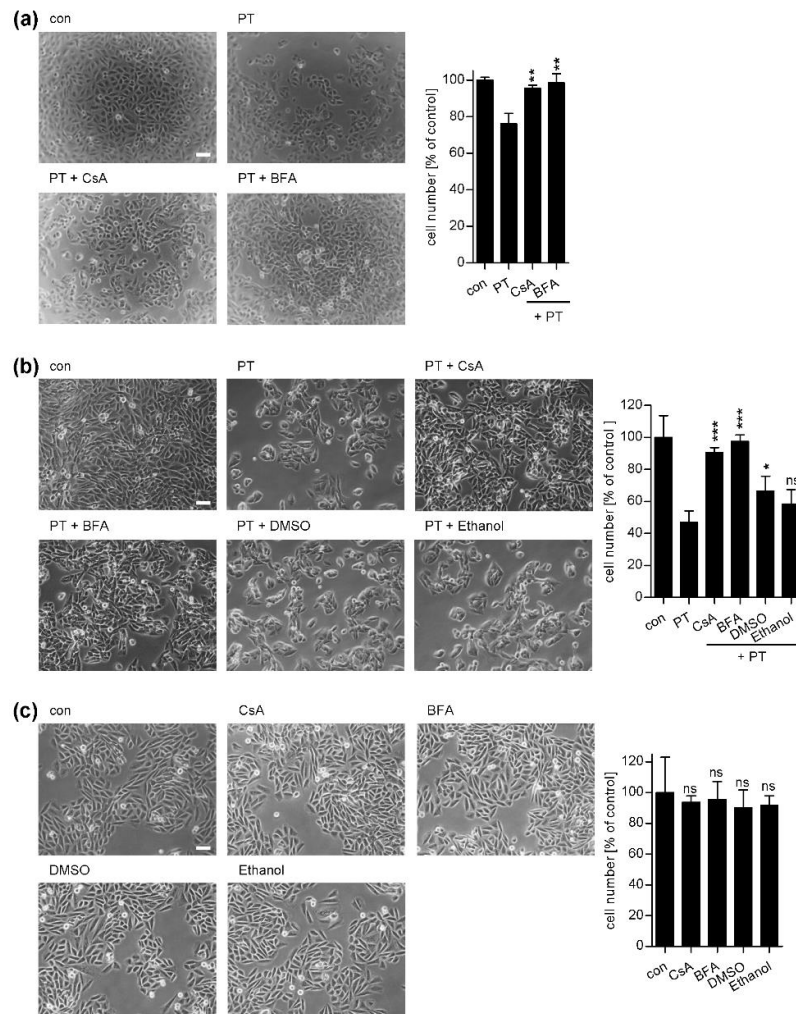 (a)
con
PT
PT + CsA
PT + BFA
cell number [% of control]
100
80
60
40
20
0
** **
con PT CsA BFA
+ PT
(b)
con
PT
PT + CsA
PT + BFA
PT + DMSO
PT + Ethanol
cell number [% of control ]
120
100
80
60
40
20
0
*** *** * ns
con PT CsA BFA DMSO Ethanol
+ PT
(c)
con
CsA
BFA
DMSO
Ethanol
cell number [% of control]
120
100
80
60
40
20
0
ns ns ns ns
con CsA BFA DMSO Ethanol